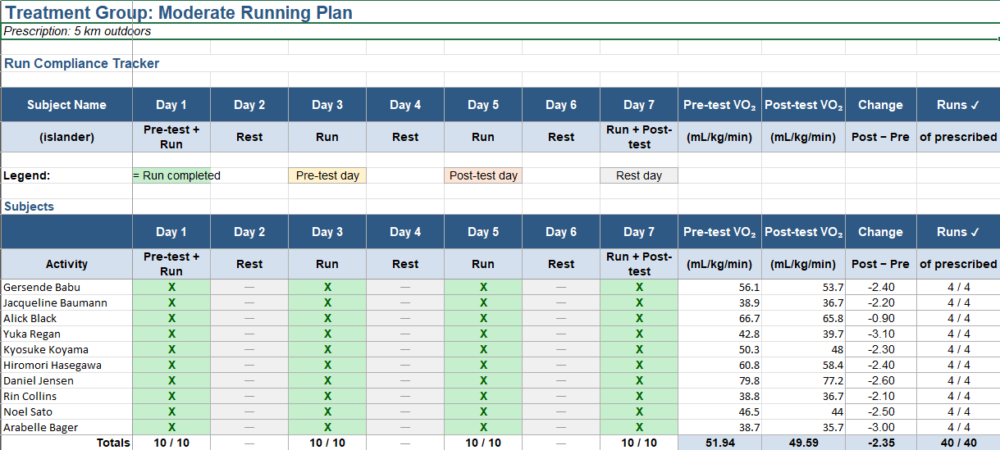 Treatment Group: Moderate Running Plan
Prescription: 5 km outdoors
Run Compliance Tracker
Subject Name Day 1 Day 2 Day 3 Day 4 Day 5 Day 6 Day 7 Pre-test VO₂ Post-test VO₂ Change Runs ✓
(islander) Pre-test + Run Rest Run Rest Run Rest Run + Post-test (mL/kg/min) (mL/kg/min) Post − Pre of prescribed
Legend: = Run completed Pre-test day Post-test day Rest day
Subjects
Day 1 Day 2 Day 3 Day 4 Day 5 Day 6 Day 7 Pre-test VO₂ Post-test VO₂ Change Runs ✓
Activity Pre-test + Run Rest Run Rest Run Rest Run + Post-test (mL/kg/min) (mL/kg/min) Post − Pre of prescribed
Gersende Babu X — X — X — X 56.1 53.7 -2.40 4 / 4
Jacqueline Baumann X — X — X — X 38.9 36.7 -2.20 4 / 4
Alick Black X — X — X — X 66.7 65.8 -0.90 4 / 4
Yuka Regan X — X — X — X 42.8 39.7 -3.10 4 / 4
Kyosuke Koyama X — X — X — X 50.3 48 -2.30 4 / 4
Hiromori Hasegawa X — X — X — X 60.8 58.4 -2.40 4 / 4
Daniel Jensen X — X — X — X 79.8 77.2 -2.60 4 / 4
Rin Collins X — X — X — X 38.8 36.7 -2.10 4 / 4
Noel Sato X — X — X — X 46.5 44 -2.50 4 / 4
Arabelle Bager X — X — X — X 38.7 35.7 -3.00 4 / 4
Totals 10 / 10 — 10 / 10 — 10 / 10 — 10 / 10 51.94 49.59 -2.35 40 / 40